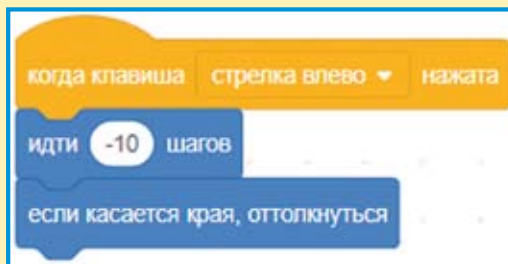 когда клавиша стрелка влево нажата
идти -10 шагов
если касается края, оттолкнуться